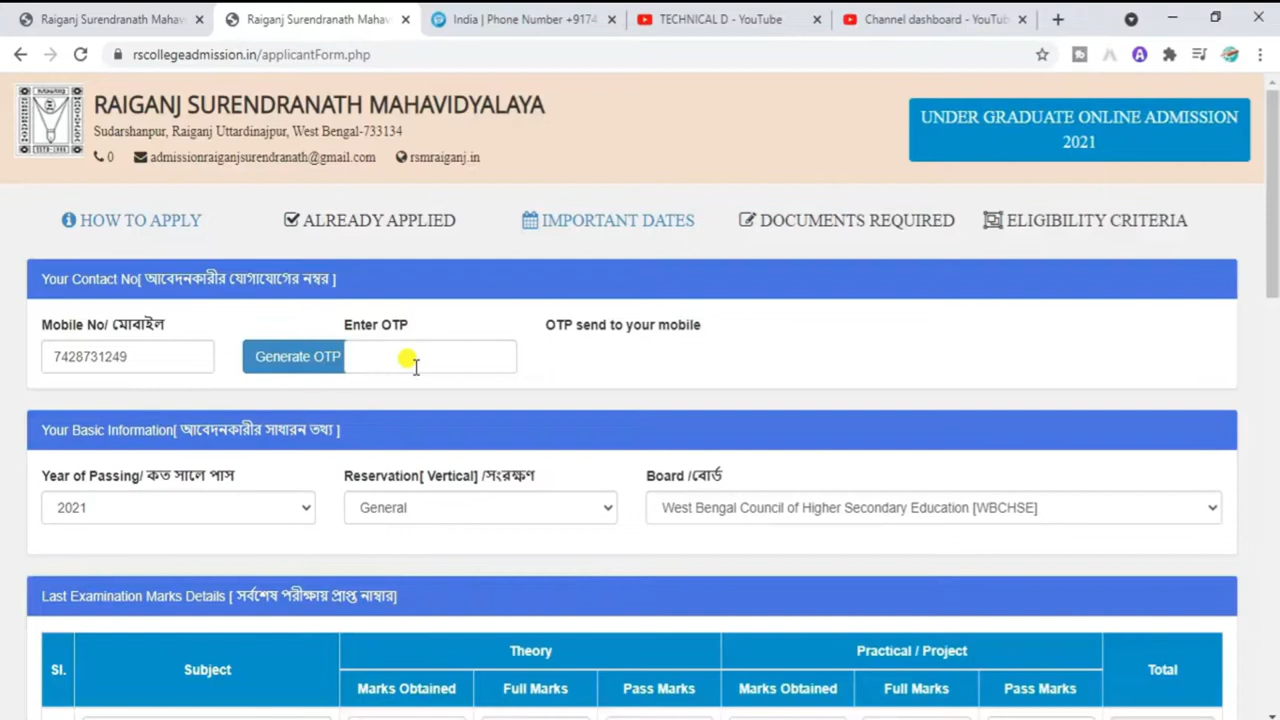 Raiganj Surendranath Mahav
Raiganj Surendranath Mahav
India | Phone Number +9174
TECHNICAL D - YouTube
Channel dashboard - YouTub
rscollegeadmission.in/applicantForm.php
RAIGANJ SURENDRANATH MAHAVIDYALAYA
Sudarshanpur, Raiganj Uttardinajpur, West Bengal-733134
0 admissionraiganjsurendranath@gmail.com rsmraiganj.in
UNDER GRADUATE ONLINE ADMISSION
2021
HOW TO APPLY
ALREADY APPLIED
IMPORTANT DATES
DOCUMENTS REQUIRED
ELIGIBILITY CRITERIA
Your Contact No[ আবেদনকারীর যোগাযোগের নম্বর ]
Mobile No/ মোবাইল
Enter OTP
OTP send to your mobile
7428731249
Generate OTP
Your Basic Information[ আবেদনকারীর সাধারন তথ্য ]
Year of Passing/ কত সালে পাস
Reservation[ Vertical] /সংরক্ষণ
Board /বোর্ড
2021
General
West Bengal Council of Higher Secondary Education [WBCHSE]
Last Examination Marks Details [ সর্বশেষ পরীক্ষায় প্রাপ্ত নাম্বার]
Sl.
Subject
Theory
Practical / Project
Total
Marks Obtained
Full Marks
Pass Marks
Marks Obtained
Full Marks
Pass Marks